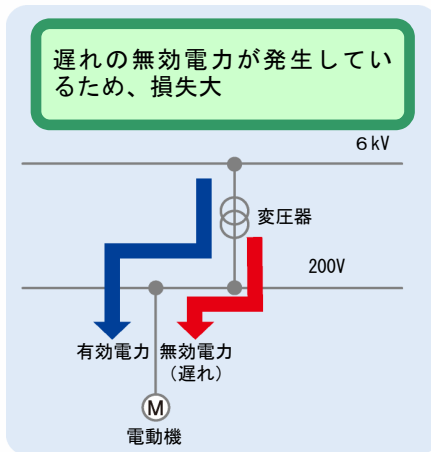 遅れの無効電力が発生してい
るため、損失大
6kV
変圧器
200V
有効電力 無効電力
（遅れ）
M
電動機